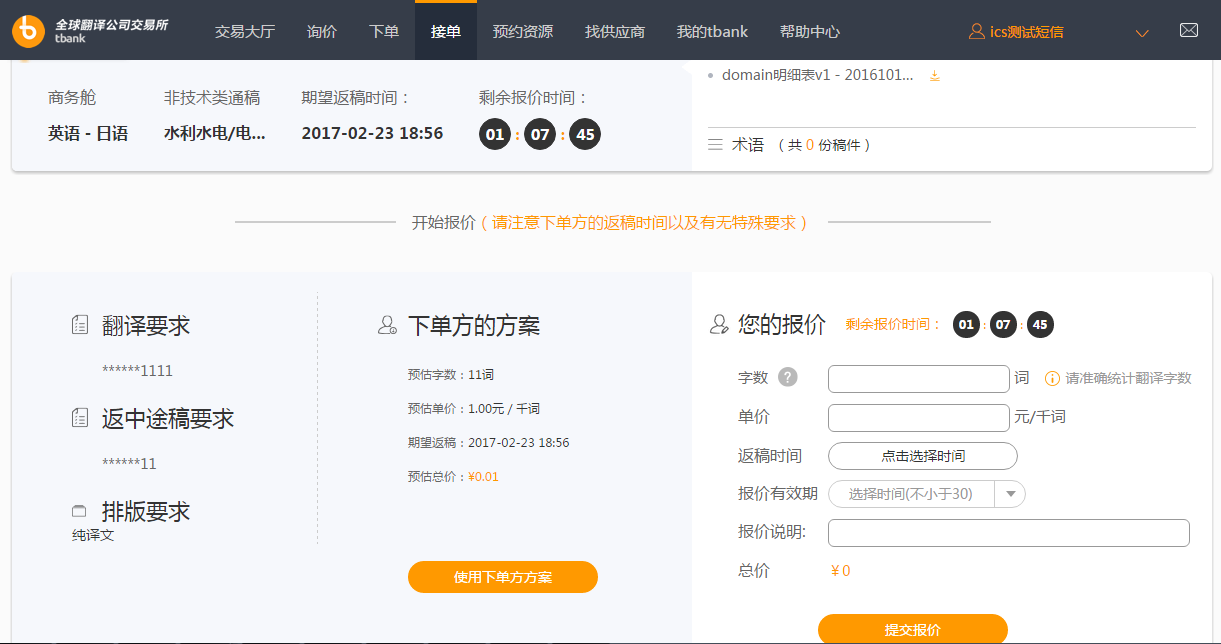 全球翻译公司交易所
tbank
交易大厅 询价 下单 接单 预约资源 找供应商 我的tbank 帮助中心 ics测试短信
商务舱 非技术类通稿 期望返稿时间： 剩余报价时间：
英语 - 日语 水利水电/电... 2017-02-23 18:56 01 : 07 : 45
domain明细表v1 - 2016101...
术语 （ 共 0 份稿件 ）
开始报价（ 请注意下单方的返稿时间以及有无特殊要求 ）
翻译要求
******1111
返中途稿要求
******11
排版要求
纯译文
下单方的方案
预估字数：11词
预估单价：1.00元 / 千词
期望返稿：2017-02-23 18:56
预估总价：¥0.01
使用下单方方案
您的报价 剩余报价时间： 01 : 07 : 45
字数 ? 词 请准确统计翻译字数
单价 元/千词
返稿时间 点击选择时间
报价有效期 选择时间(不小于30)
报价说明:
总价 ¥ 0
提交报价